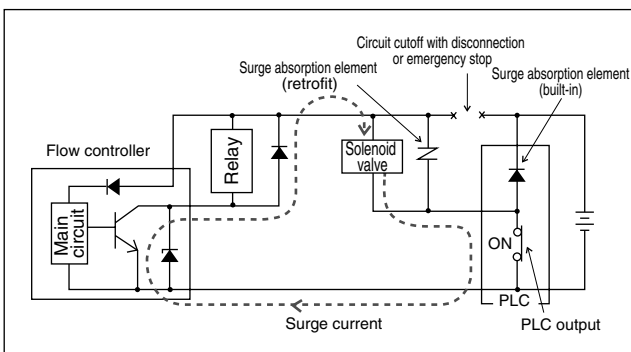 Circuit cutoff with disconnection
or emergency stop
Surge absorption element
(retrofit)
Surge absorption element
(built-in)
Flow controller
Relay
Solenoid
valve
Main
circuit
ON
PLC
PLC output
Surge current